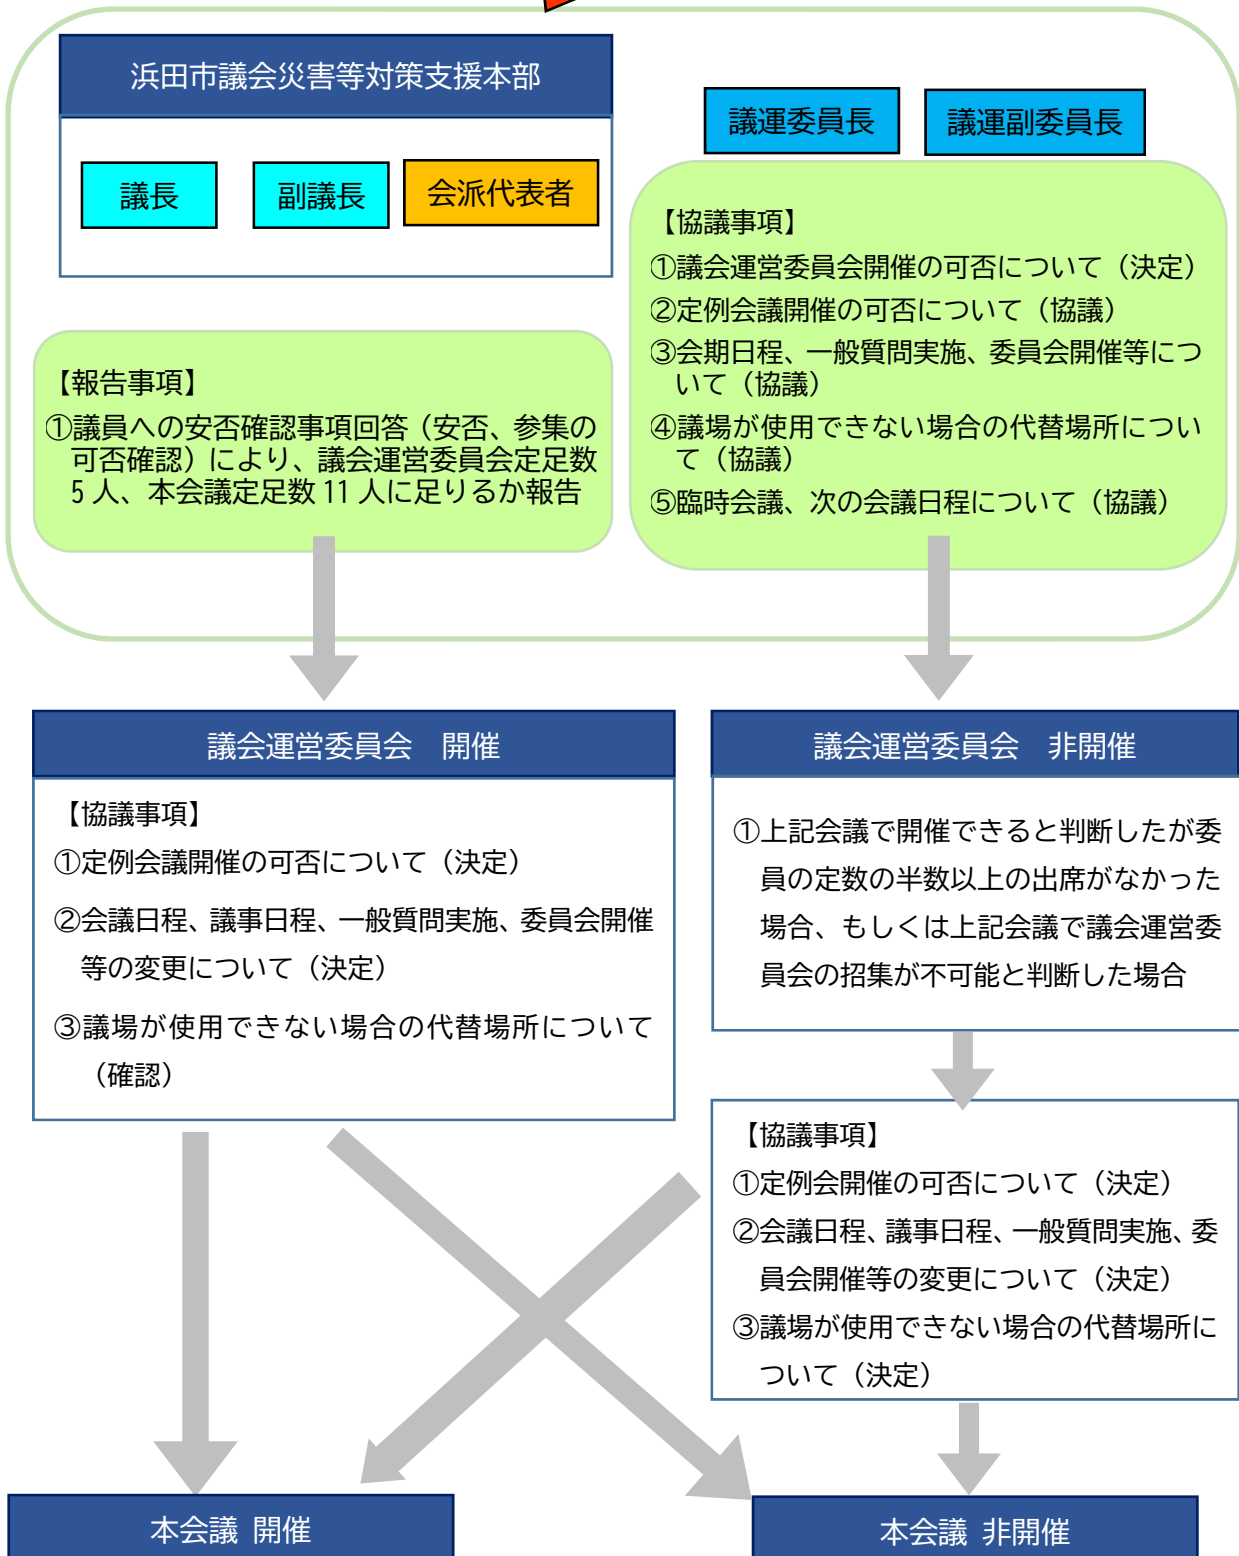 浜田市議会災害等対策支援本部
議長
副議長
会派代表者
【報告事項】
①議員への安否確認事項回答（安否、参集の
可否確認）により、議会運営委員会定足数
5人、本会議定足数11人に足りるか報告
議運委員長
議運副委員長
【協議事項】
①議会運営委員会開催の可否について（決定）
②定例会議開催の可否について（協議）
③会期日程、一般質問実施、委員会開催等につ
いて（協議）
④議場が使用できない場合の代替場所につい
て（協議）
⑤臨時会議、次の会議日程について（協議）
議会運営委員会　開催
【協議事項】
①定例会議開催の可否について（決定）
②会議日程、議事日程、一般質問実施、委員会開催
等の変更について（決定）
③議場が使用できない場合の代替場所について
（確認）
議会運営委員会　非開催
①上記会議で開催できると判断したが委
員の定数の半数以上の出席がなかった
場合、もしくは上記会議で議会運営委
員会の招集が不可能と判断した場合
【協議事項】
①定例会開催の可否について（決定）
②会議日程、議事日程、一般質問実施、委
員会開催等の変更について（決定）
③議場が使用できない場合の代替場所に
ついて（決定）
本会議 開催
本会議 非開催